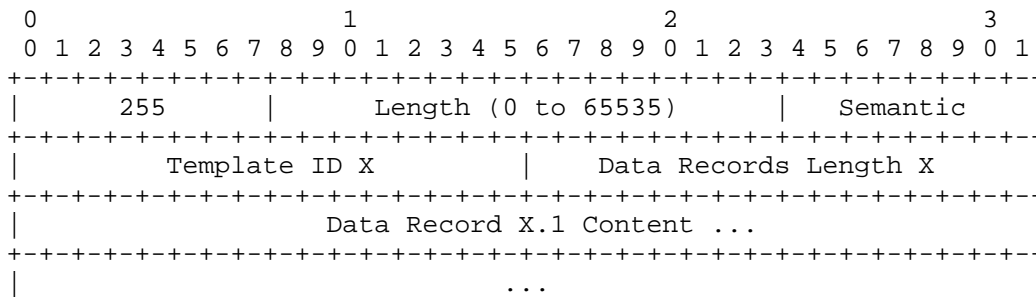 0                   1                   2                   3
 0 1 2 3 4 5 6 7 8 9 0 1 2 3 4 5 6 7 8 9 0 1 2 3 4 5 6 7 8 9 0 1
+-+-+-+-+-+-+-+-+-+-+-+-+-+-+-+-+-+-+-+-+-+-+-+-+-+-+-+-+-+-+-+-
|      255      |      Length (0 to 65535)      |   Semantic
+-+-+-+-+-+-+-+-+-+-+-+-+-+-+-+-+-+-+-+-+-+-+-+-+-+-+-+-+-+-+-+-
|         Template ID X         |    Data Records Length X
+-+-+-+-+-+-+-+-+-+-+-+-+-+-+-+-+-+-+-+-+-+-+-+-+-+-+-+-+-+-+-+-
|                   Data Record X.1 Content ...
+-+-+-+-+-+-+-+-+-+-+-+-+-+-+-+-+-+-+-+-+-+-+-+-+-+-+-+-+-+-+-+-
|                              ...